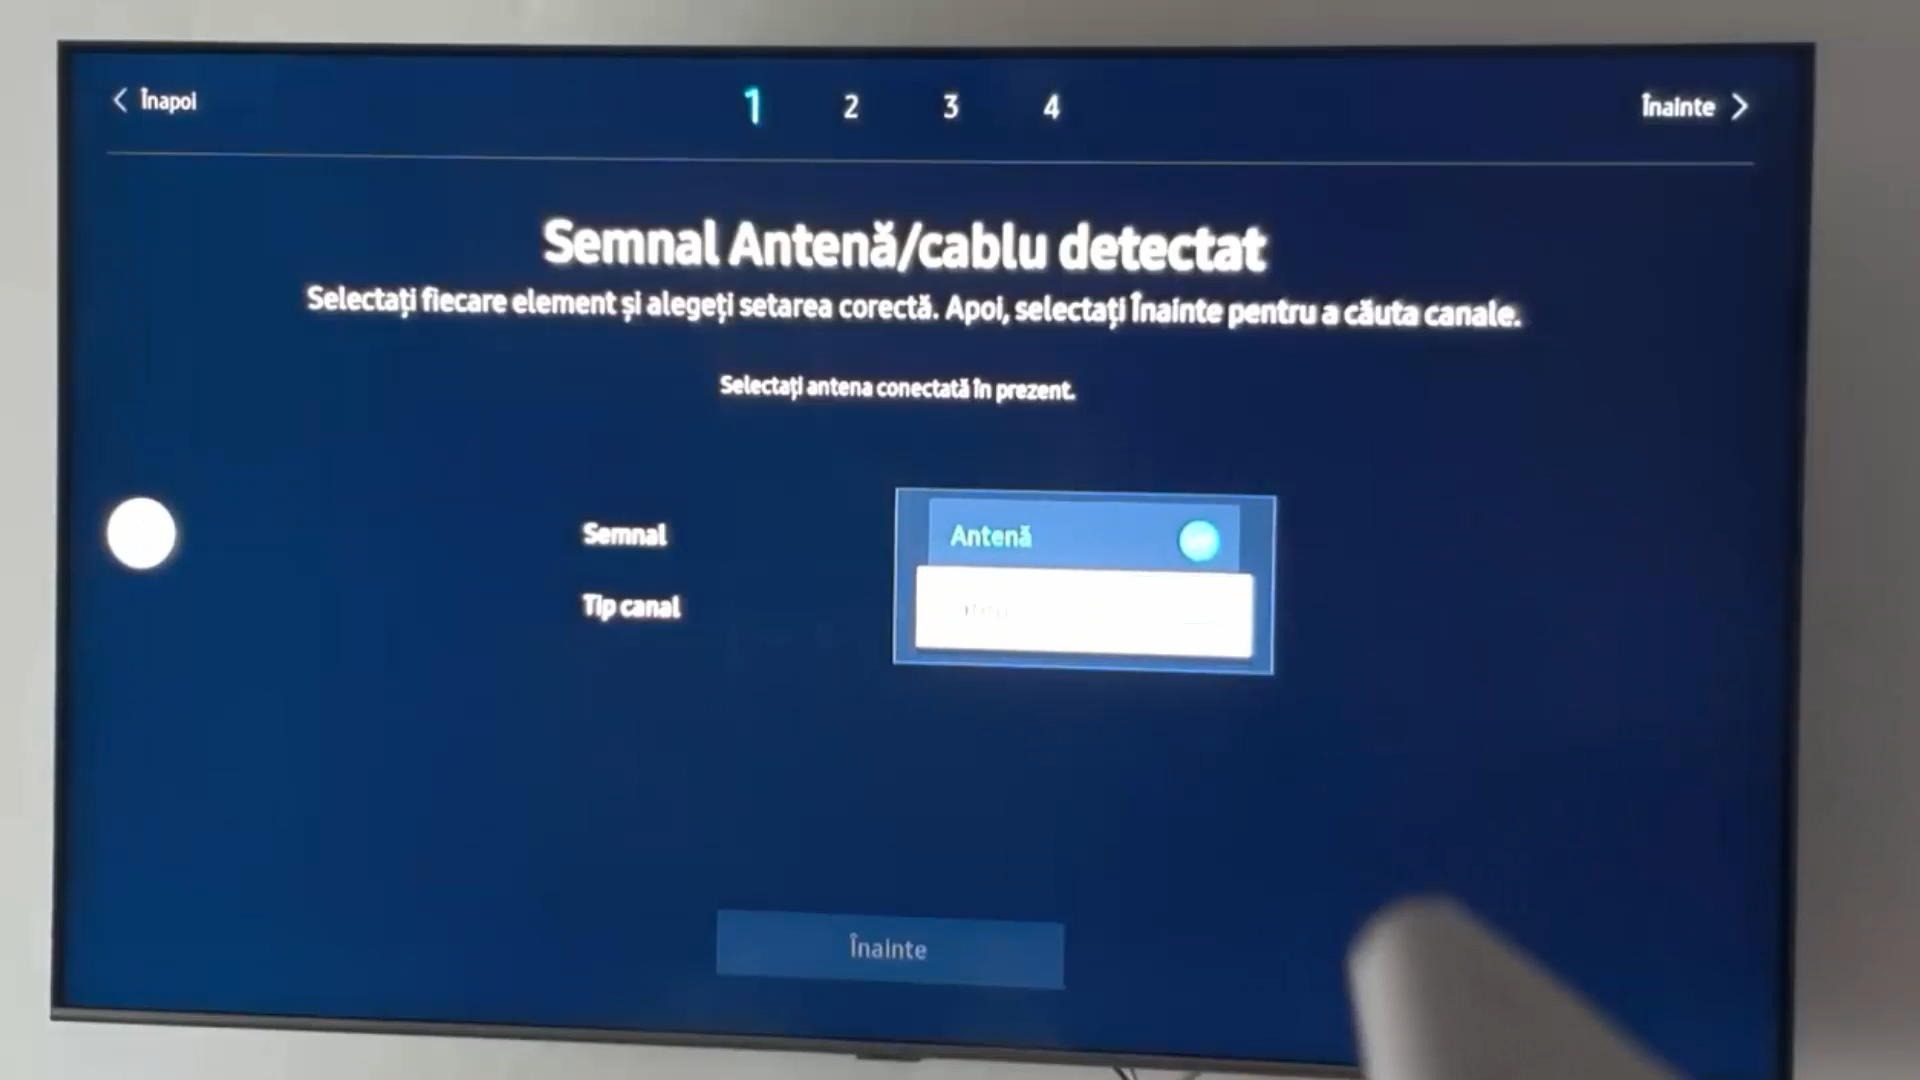 Înapoi
1 2 3 4
Înainte
Semnal Antenă/cablu detectat
Selectați fiecare element și alegeți setarea corectă. Apoi, selectați Înainte pentru a căuta canale.
Selectați antena conectată în prezent.
Semnal
Antenă
Tip canal
Înainte